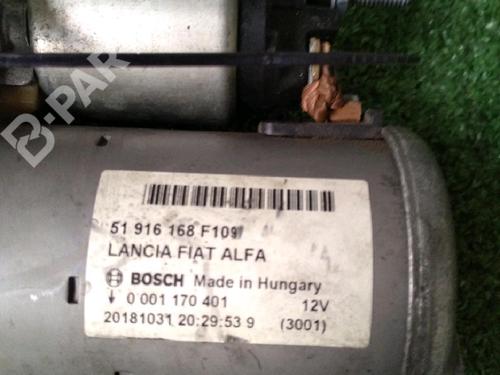 B-PAR
51 916 168 F109
LANCIA FIAT ALFA
BOSCH Made in Hungary
0 001 170 401 12V
20181031 20:29:53 9 (3001)